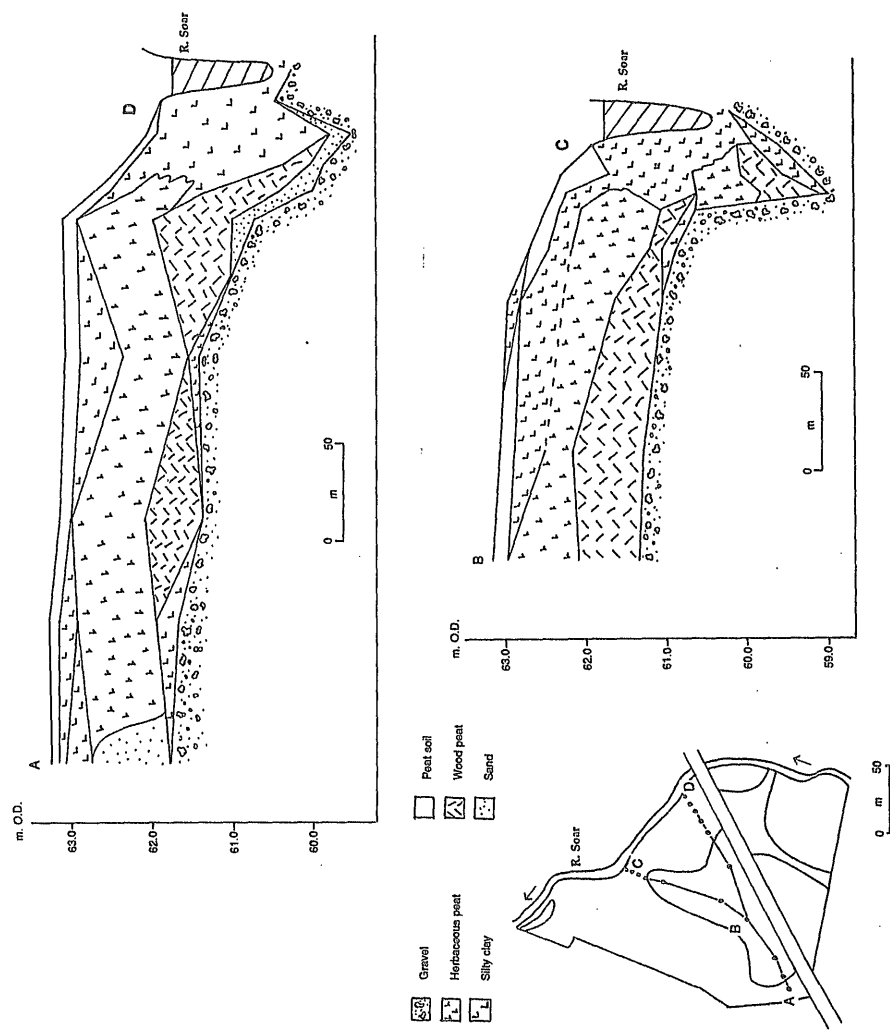 A
D
R. Soar
m. O.D.
63.0
62.0
61.0
60.0
0 m 50
B
C
R. Soar
m. O.D.
63.0
62.0
61.0
60.0
59.0
0 m 50
Gravel
Peat soil
Herbaceous peat
Wood peat
Silty clay
Sand
R. Soar
C
D
B
A
0 m 50